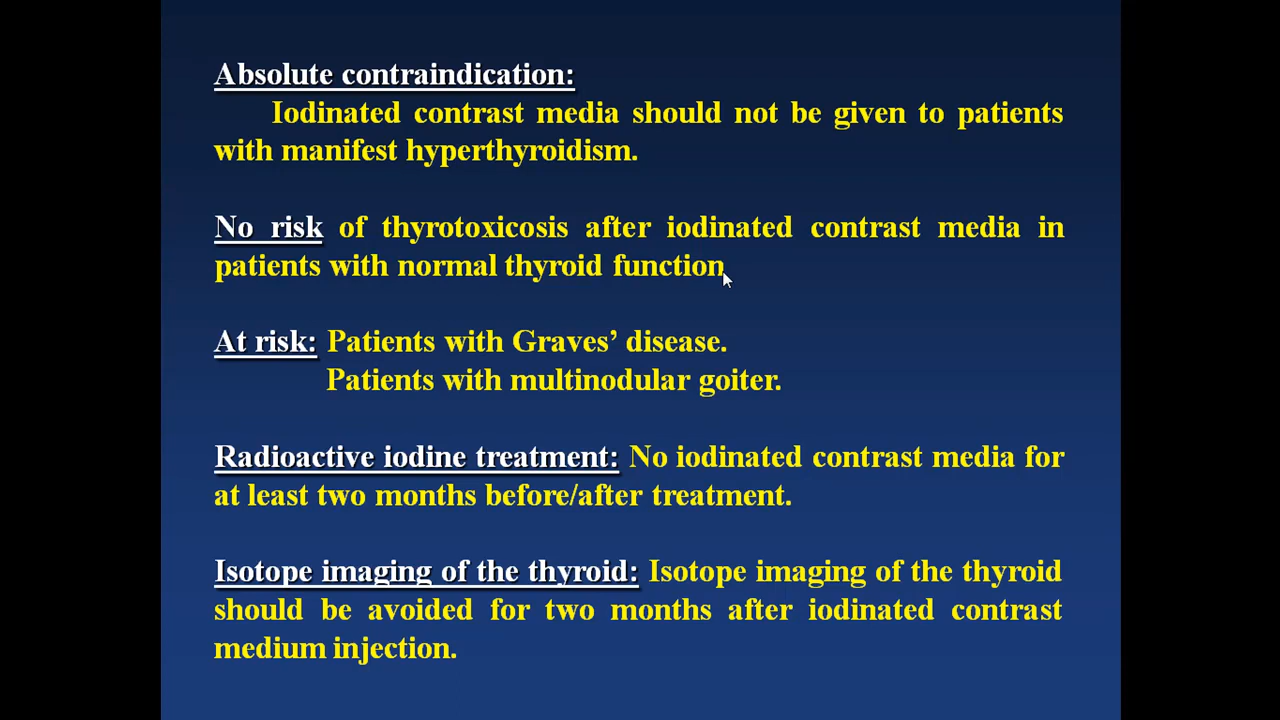 Absolute contraindication:
Iodinated contrast media should not be given to patients
with manifest hyperthyroidism.
No risk of thyrotoxicosis after iodinated contrast media in
patients with normal thyroid function
At risk: Patients with Graves’ disease.
Patients with multinodular goiter.
Radioactive iodine treatment: No iodinated contrast media for
at least two months before/after treatment.
Isotope imaging of the thyroid: Isotope imaging of the thyroid
should be avoided for two months after iodinated contrast
medium injection.